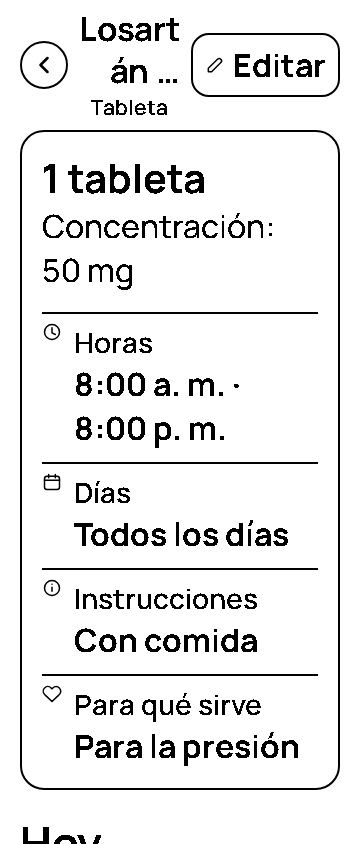 Losart
án ...
Tableta
Editar
1 tableta
Concentración:
50 mg
Horas
8:00 a. m. ·
8:00 p. m.
Días
Todos los días
Instrucciones
Con comida
Para qué sirve
Para la presión
Hoy